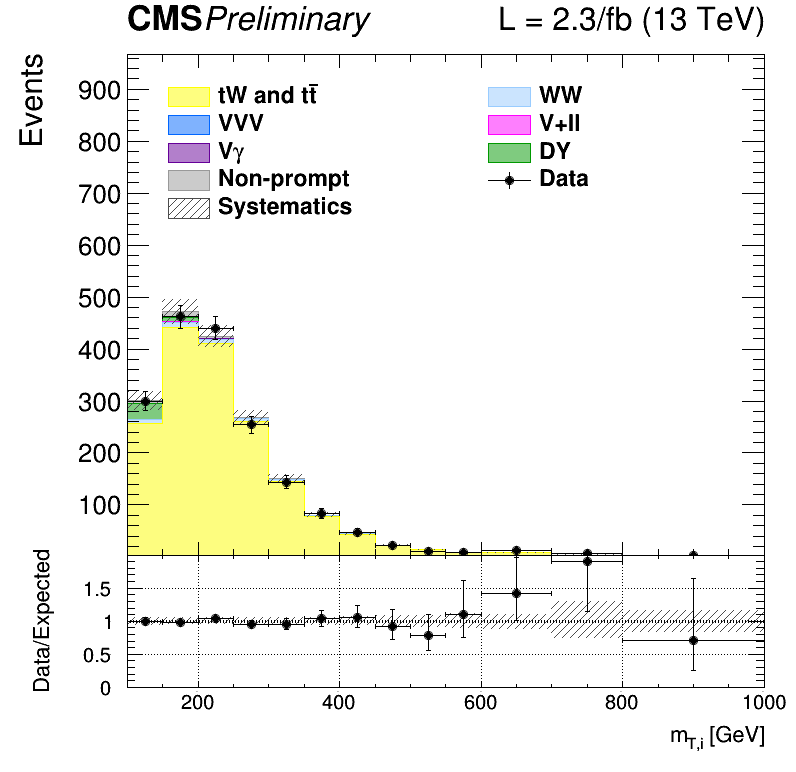 CMS Preliminary L = 2.3/fb (13 TeV)
Events
900
800
700
600
500
400
300
200
100
tW and tt̄
WW
VVV
V+II
Vγ
DY
Non-prompt
Data
Systematics
Data/Expected
1.5
1
0.5
0
200 400 600 800 1000
m_{T,i} [GeV]